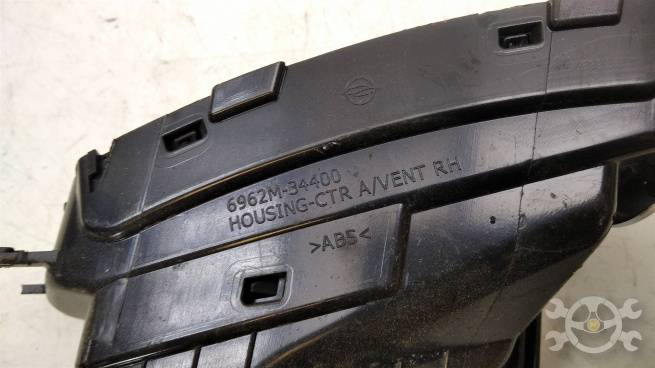 6962M-34400
HOUSING-CTR A/VENT RH
>ABS<